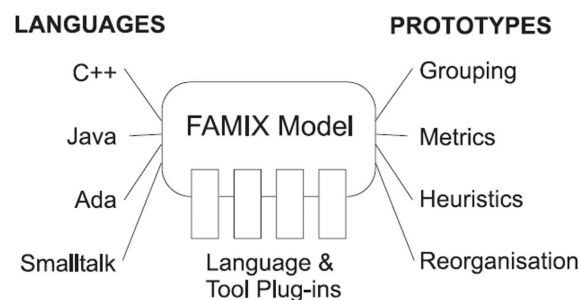 LANGUAGES
PROTOTYPES
C++
Grouping
FAMIX Model
Java
Metrics
Ada
Heuristics
Smalltalk
Language &
Tool Plug-ins
Reorganisation